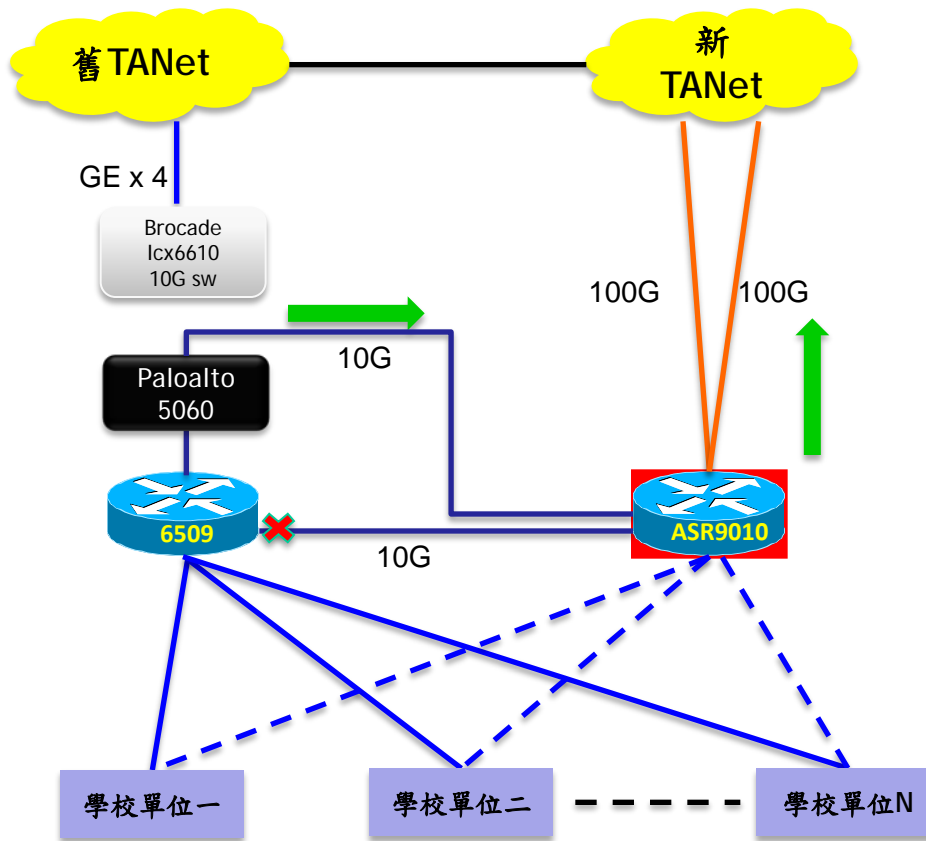 舊TANet
新
TANet
GE x 4
Brocade
Icx6610
10G sw
100G
100G
10G
Paloalto
5060
6509
ASR9010
10G
學校單位一
學校單位二
學校單位N